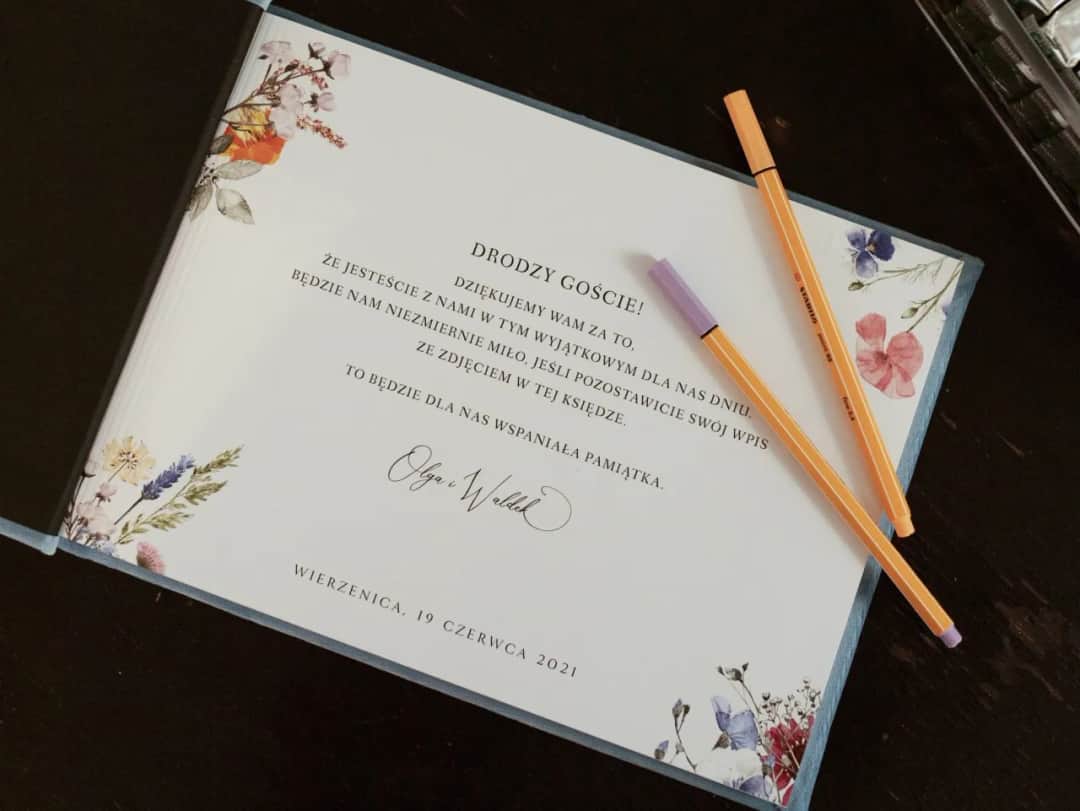 DRODZY GOŚCIE!
DZIĘKUJEMY WAM ZA TO,
ŻE JESTEŚCIE Z NAMI W TYM WYJĄTKOWYM DLA NAS DNIU.
BĘDZIE NAM NIEZMIERNIE MIŁO, JEŚLI POZOSTAWICIE SWÓJ WPIS
ZE ZDJĘCIEM W TEJ KSIĘDZE.
TO BĘDZIE DLA NAS WSPANIAŁA PAMIĄTKA.
Olga i Waldek
WIERZENICA, 19 CZERWCA 2021
STABILO